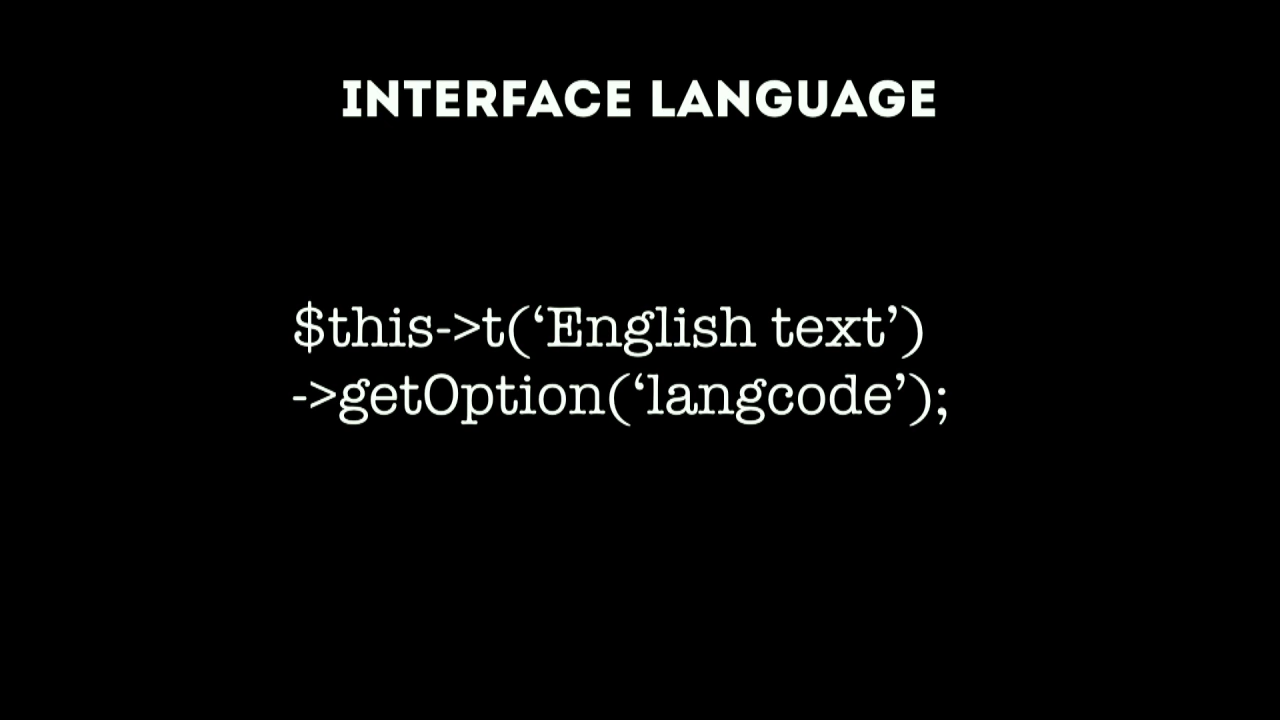 INTERFACE LANGUAGE
$this->t(‘English text’)
->getOption(‘langcode’);